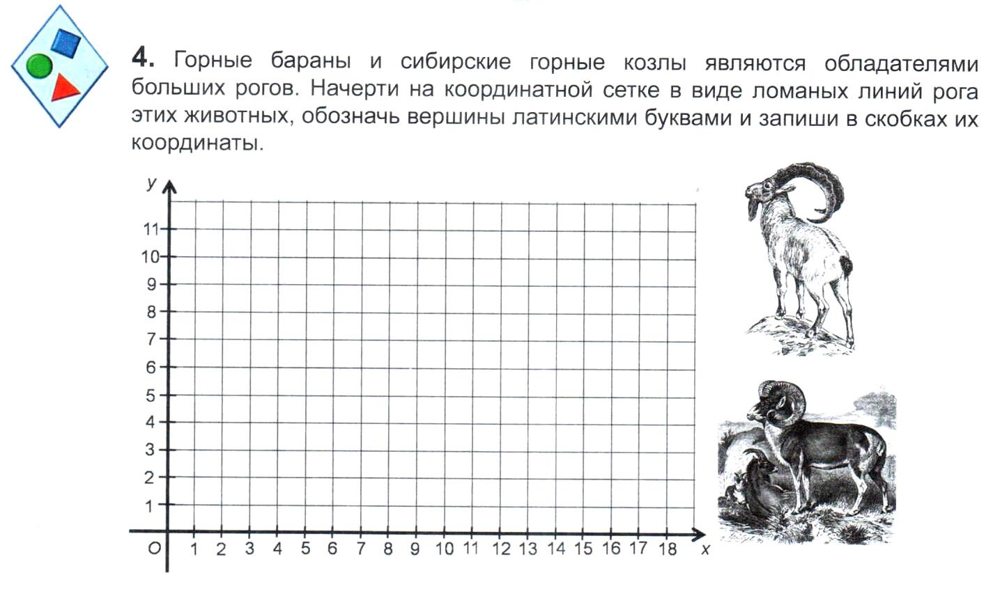 4. Горные бараны и сибирские горные козлы являются обладателями
больших рогов. Начерти на координатной сетке в виде ломаных линий рога
этих животных, обозначь вершины латинскими буквами и запиши в скобках их
координаты.
y
11
10
9
8
7
6
5
4
3
2
1
O 1 2 3 4 5 6 7 8 9 10 11 12 13 14 15 16 17 18 x